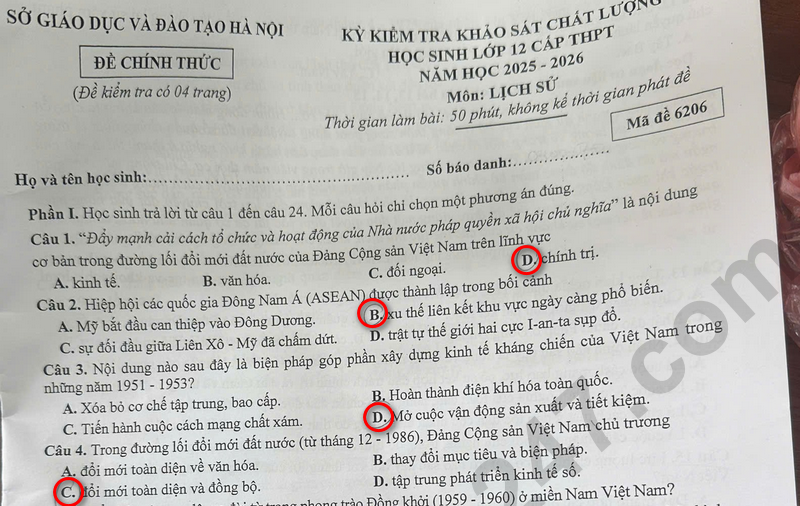 SỞ GIÁO DỤC VÀ ĐÀO TẠO HÀ NỘI
ĐỀ CHÍNH THỨC
(Đề kiểm tra có 04 trang)
KỲ KIỂM TRA KHẢO SÁT CHẤT LƯỢNG
HỌC SINH LỚP 12 CẤP THPT
NĂM HỌC 2025 - 2026
Môn: LỊCH SỬ
Thời gian làm bài: 50 phút, không kể thời gian phát đề
Mã đề 6206
Họ và tên học sinh:
Số báo danh:
Phần I. Học sinh trả lời từ câu 1 đến câu 24. Mỗi câu hỏi chỉ chọn một phương án đúng.
Câu 1. “Đẩy mạnh cải cách tổ chức và hoạt động của Nhà nước pháp quyền xã hội chủ nghĩa” là nội dung
cơ bản trong đường lối đổi mới đất nước của Đảng Cộng sản Việt Nam trên lĩnh vực
A. kinh tế. B. văn hóa. C. đối ngoại. D. chính trị.
Câu 2. Hiệp hội các quốc gia Đông Nam Á (ASEAN) được thành lập trong bối cảnh
A. Mỹ bắt đầu can thiệp vào Đông Dương. B. xu thế liên kết khu vực ngày càng phổ biến.
C. sự đối đầu giữa Liên Xô - Mỹ đã chấm dứt. D. trật tự thế giới hai cực I-an-ta sụp đổ.
Câu 3. Nội dung nào sau đây là biện pháp góp phần xây dựng kinh tế kháng chiến của Việt Nam trong
những năm 1951 - 1953?
A. Xóa bỏ cơ chế tập trung, bao cấp. B. Hoàn thành điện khí hóa toàn quốc.
C. Tiến hành cuộc cách mạng chất xám. D. Mở cuộc vận động sản xuất và tiết kiệm.
Câu 4. Trong đường lối đổi mới đất nước (từ tháng 12 - 1986), Đảng Cộng sản Việt Nam chủ trương
A. đổi mới toàn diện về văn hóa. B. thay đổi mục tiêu và biện pháp.
C. đổi mới toàn diện và đồng bộ. D. tập trung phát triển kinh tế số.
trong phong trào Đồng khởi (1959 - 1960) ở miền Nam Việt Nam?
247.com